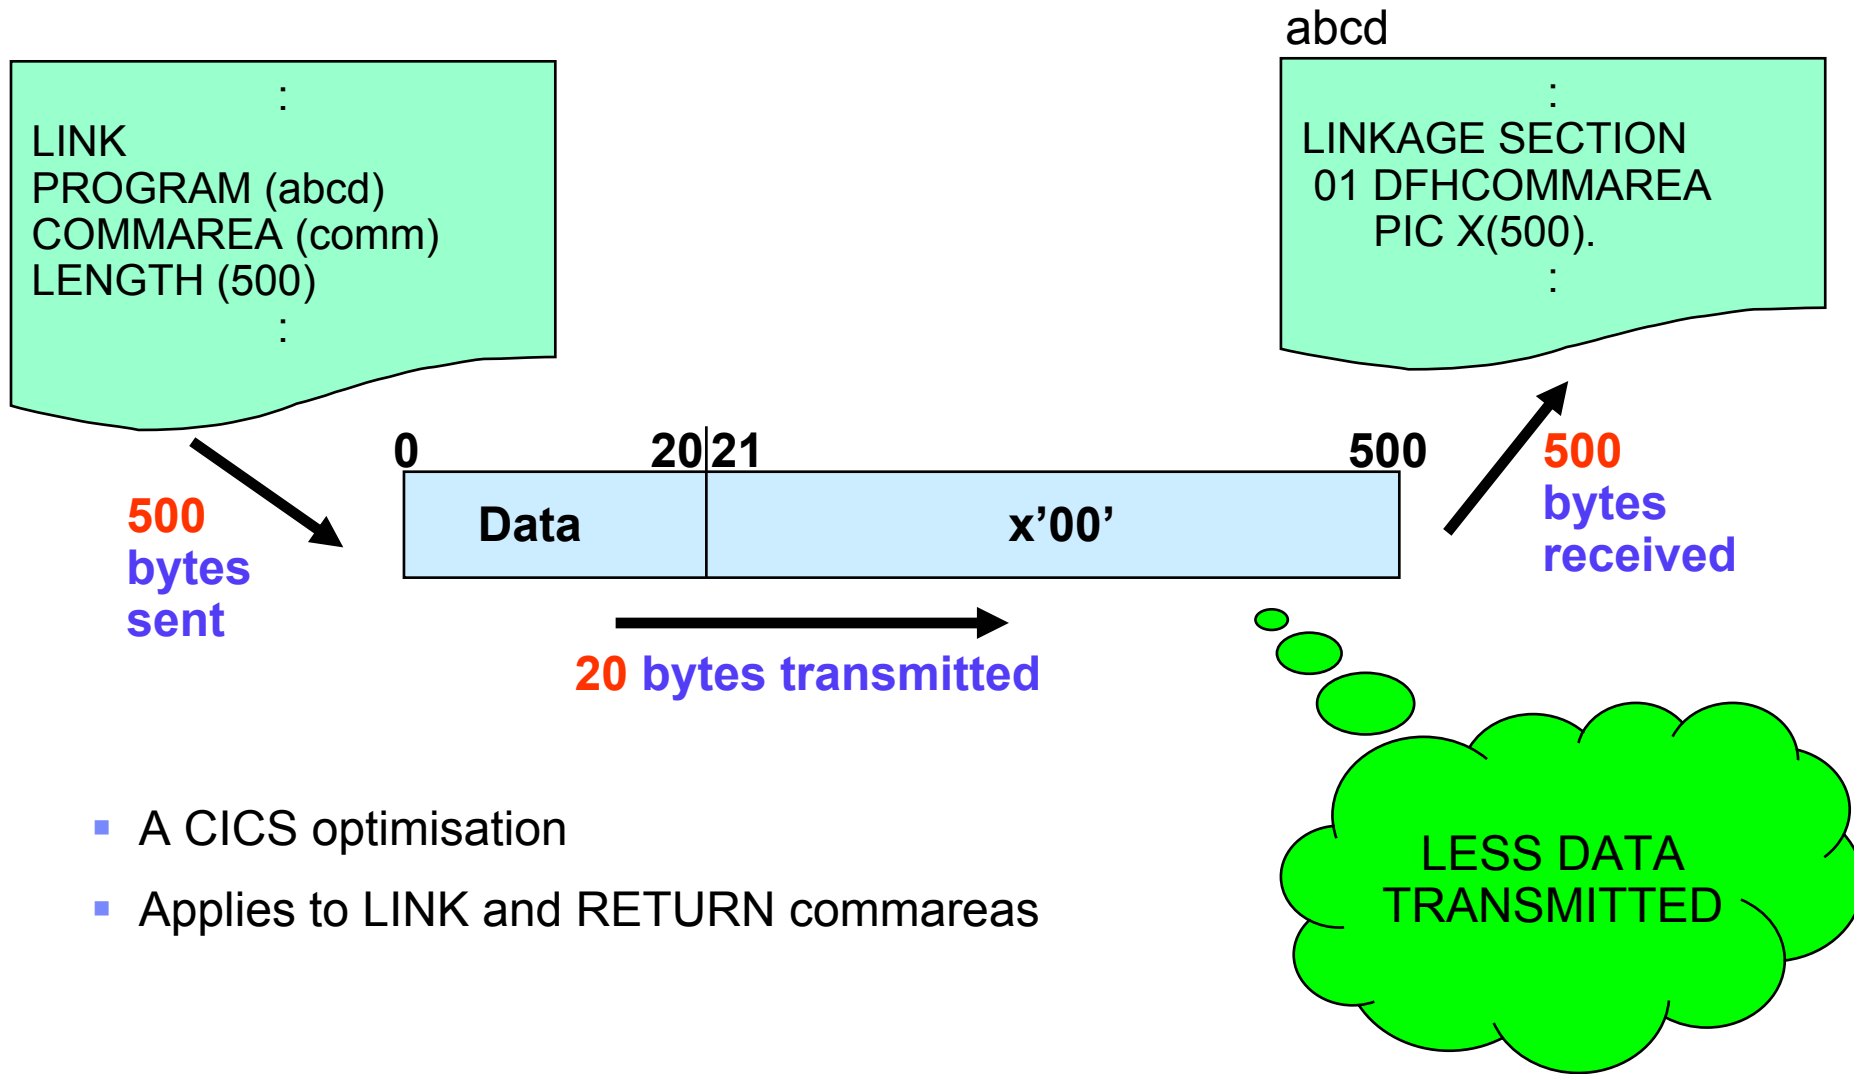 abcd
:
LINK
PROGRAM (abcd)
COMMAREA (comm)
LENGTH (500)
:
:
LINKAGE SECTION
01 DFHCOMMAREA
PIC X(500).
:
0 20 21 500
Data x'00'
500
bytes
sent
500
bytes
received
20 bytes transmitted
▪ A CICS optimisation
▪ Applies to LINK and RETURN commareas
LESS DATA
TRANSMITTED